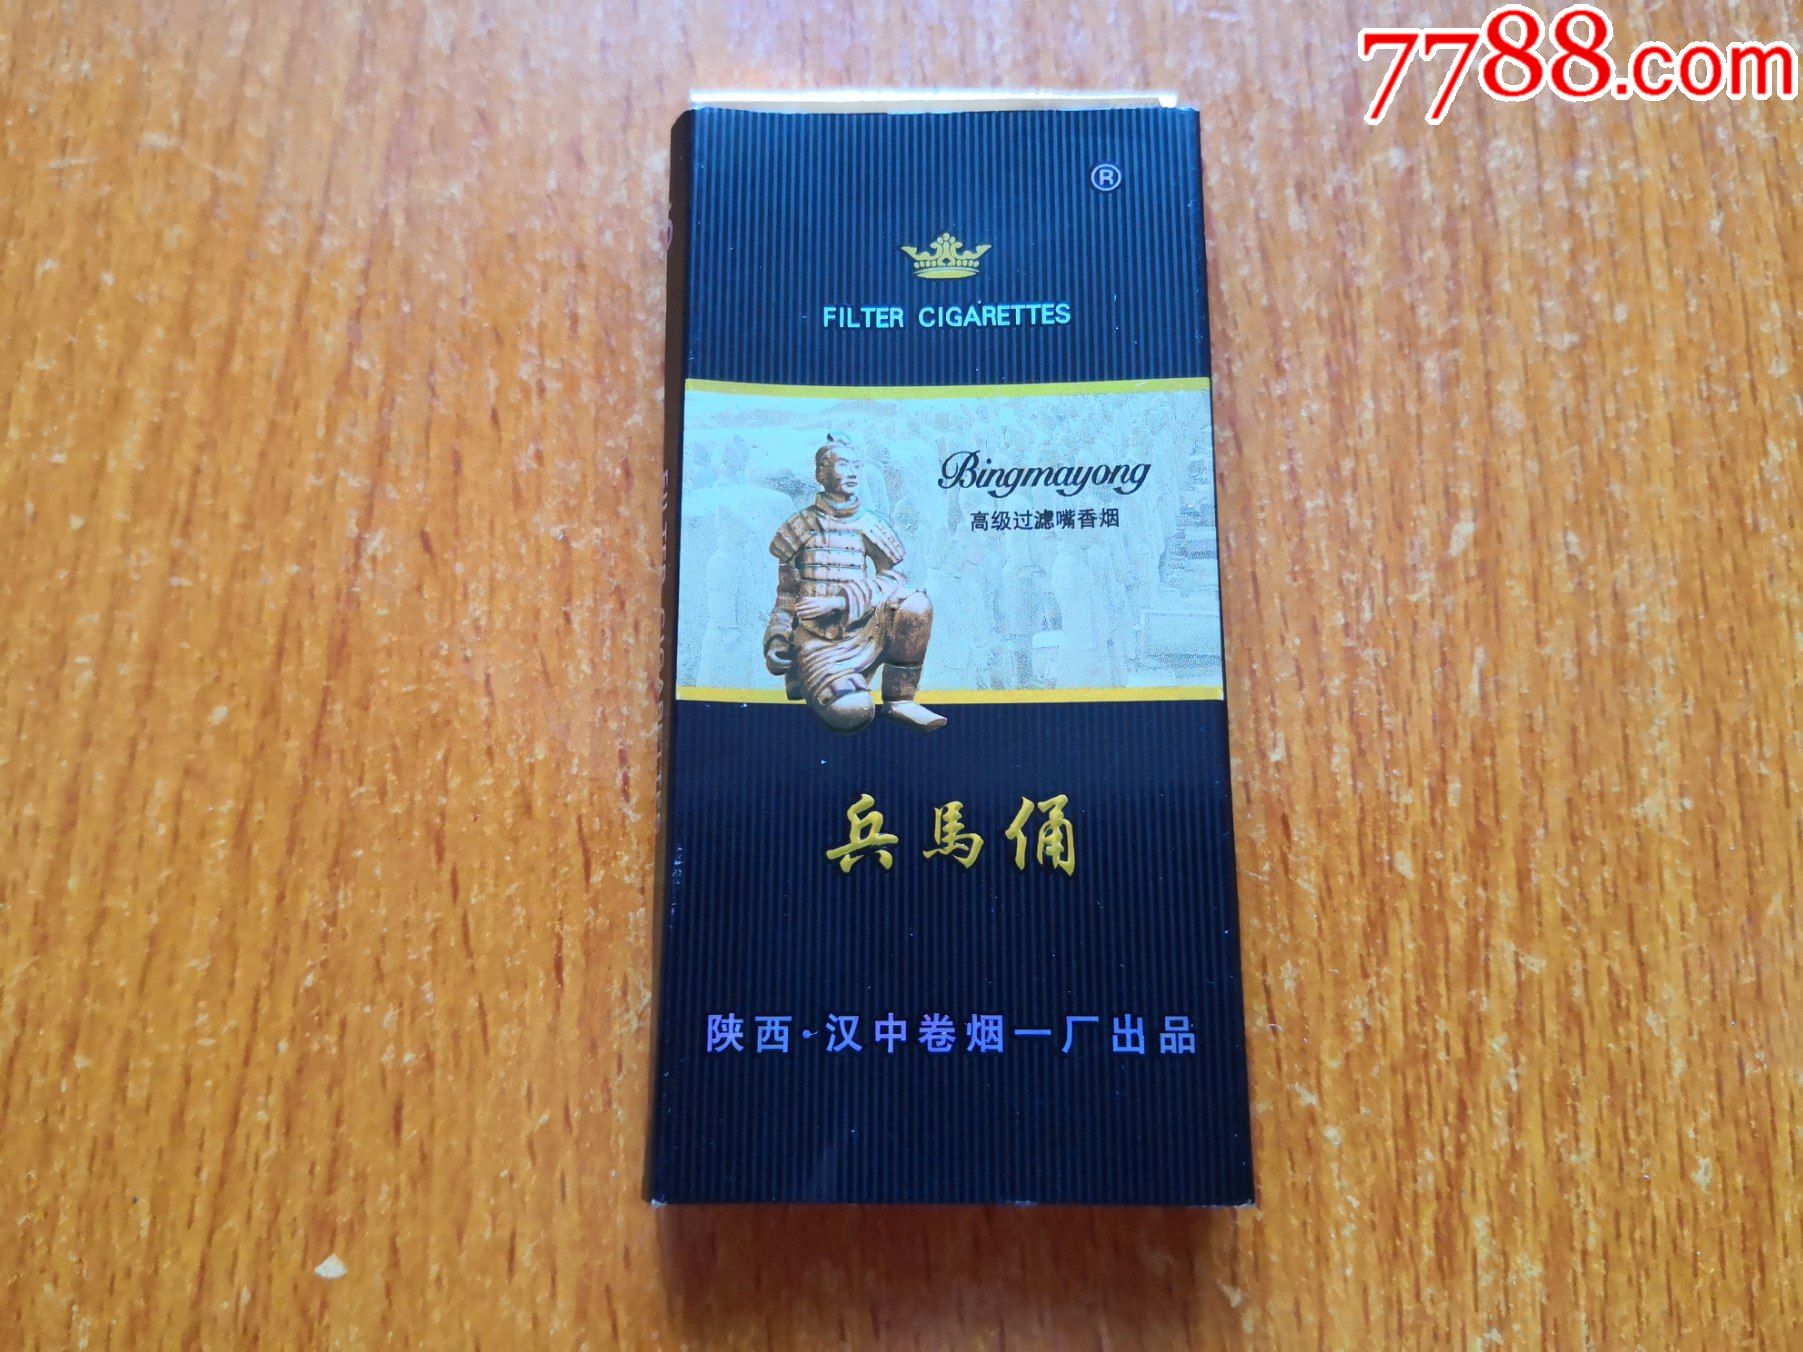 7788.com
®
FILTER CIGARETTES
Bingmayong
高级过滤嘴香烟
兵馬俑
陕西·汉中卷烟一厂出品